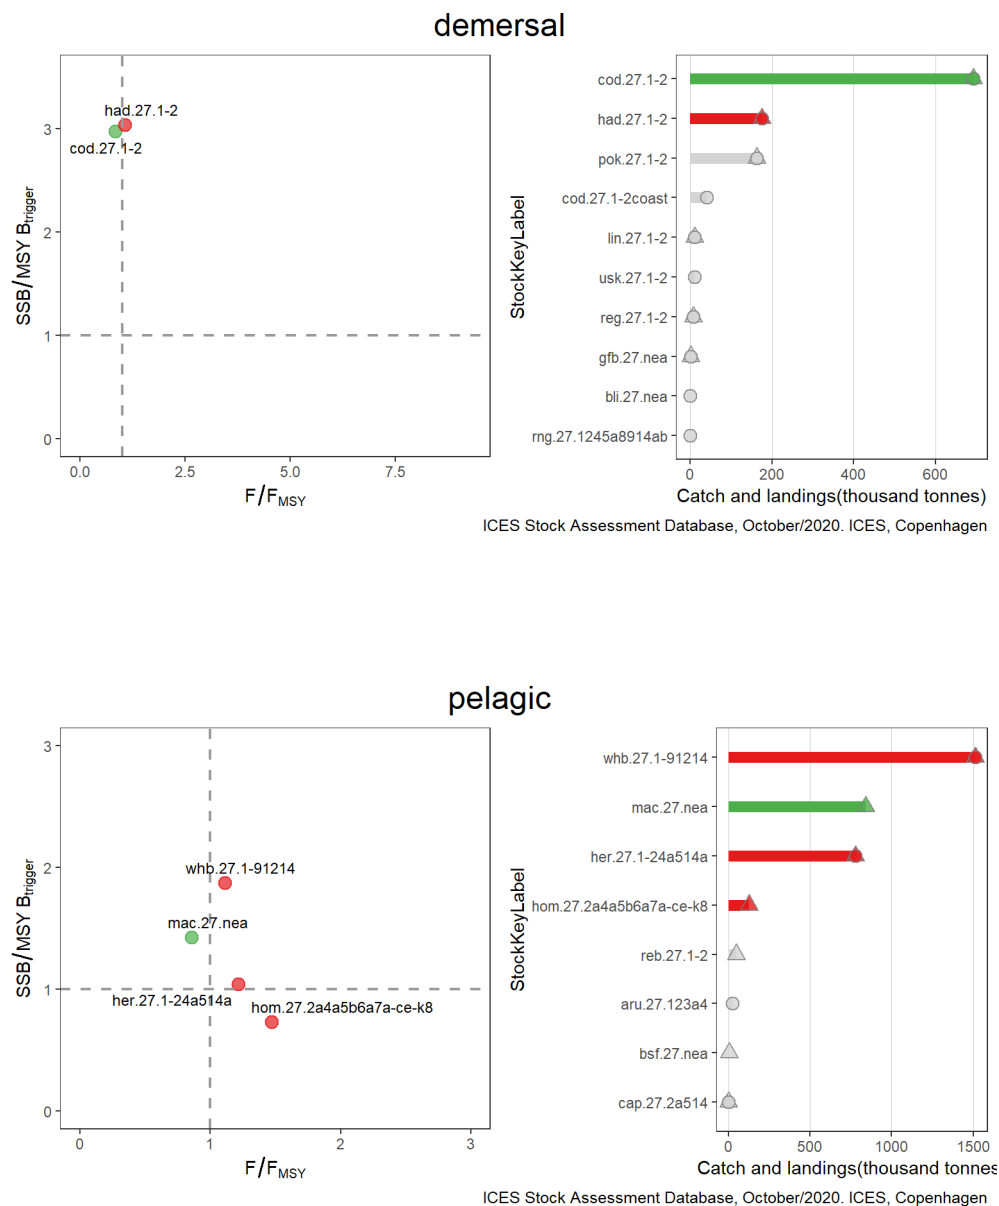 demersal
had.27.1-2
cod.27.1-2
3
2
1
0
SSB/MSY Btrigger
0.0
2.5
5.0
7.5
F/FMSY
StockKeyLabel
cod.27.1-2
had.27.1-2
pok.27.1-2
cod.27.1-2coast
lin.27.1-2
usk.27.1-2
reg.27.1-2
gfb.27.nea
bli.27.nea
rng.27.1245a8914ab
0
200
400
600
Catch and landings(thousand tonnes)
ICES Stock Assessment Database, October/2020. ICES, Copenhagen
pelagic
whb.27.1-91214
mac.27.nea
her.27.1-24a514a
hom.27.2a4a5b6a7a-ce-k8
3
2
1
0
SSB/MSY Btrigger
0
1
2
3
F/FMSY
StockKeyLabel
whb.27.1-91214
mac.27.nea
her.27.1-24a514a
hom.27.2a4a5b6a7a-ce-k8
reb.27.1-2
aru.27.123a4
bsf.27.nea
cap.27.2a514
0
500
1000
1500
Catch and landings(thousand tonnes
ICES Stock Assessment Database, October/2020. ICES, Copenhagen